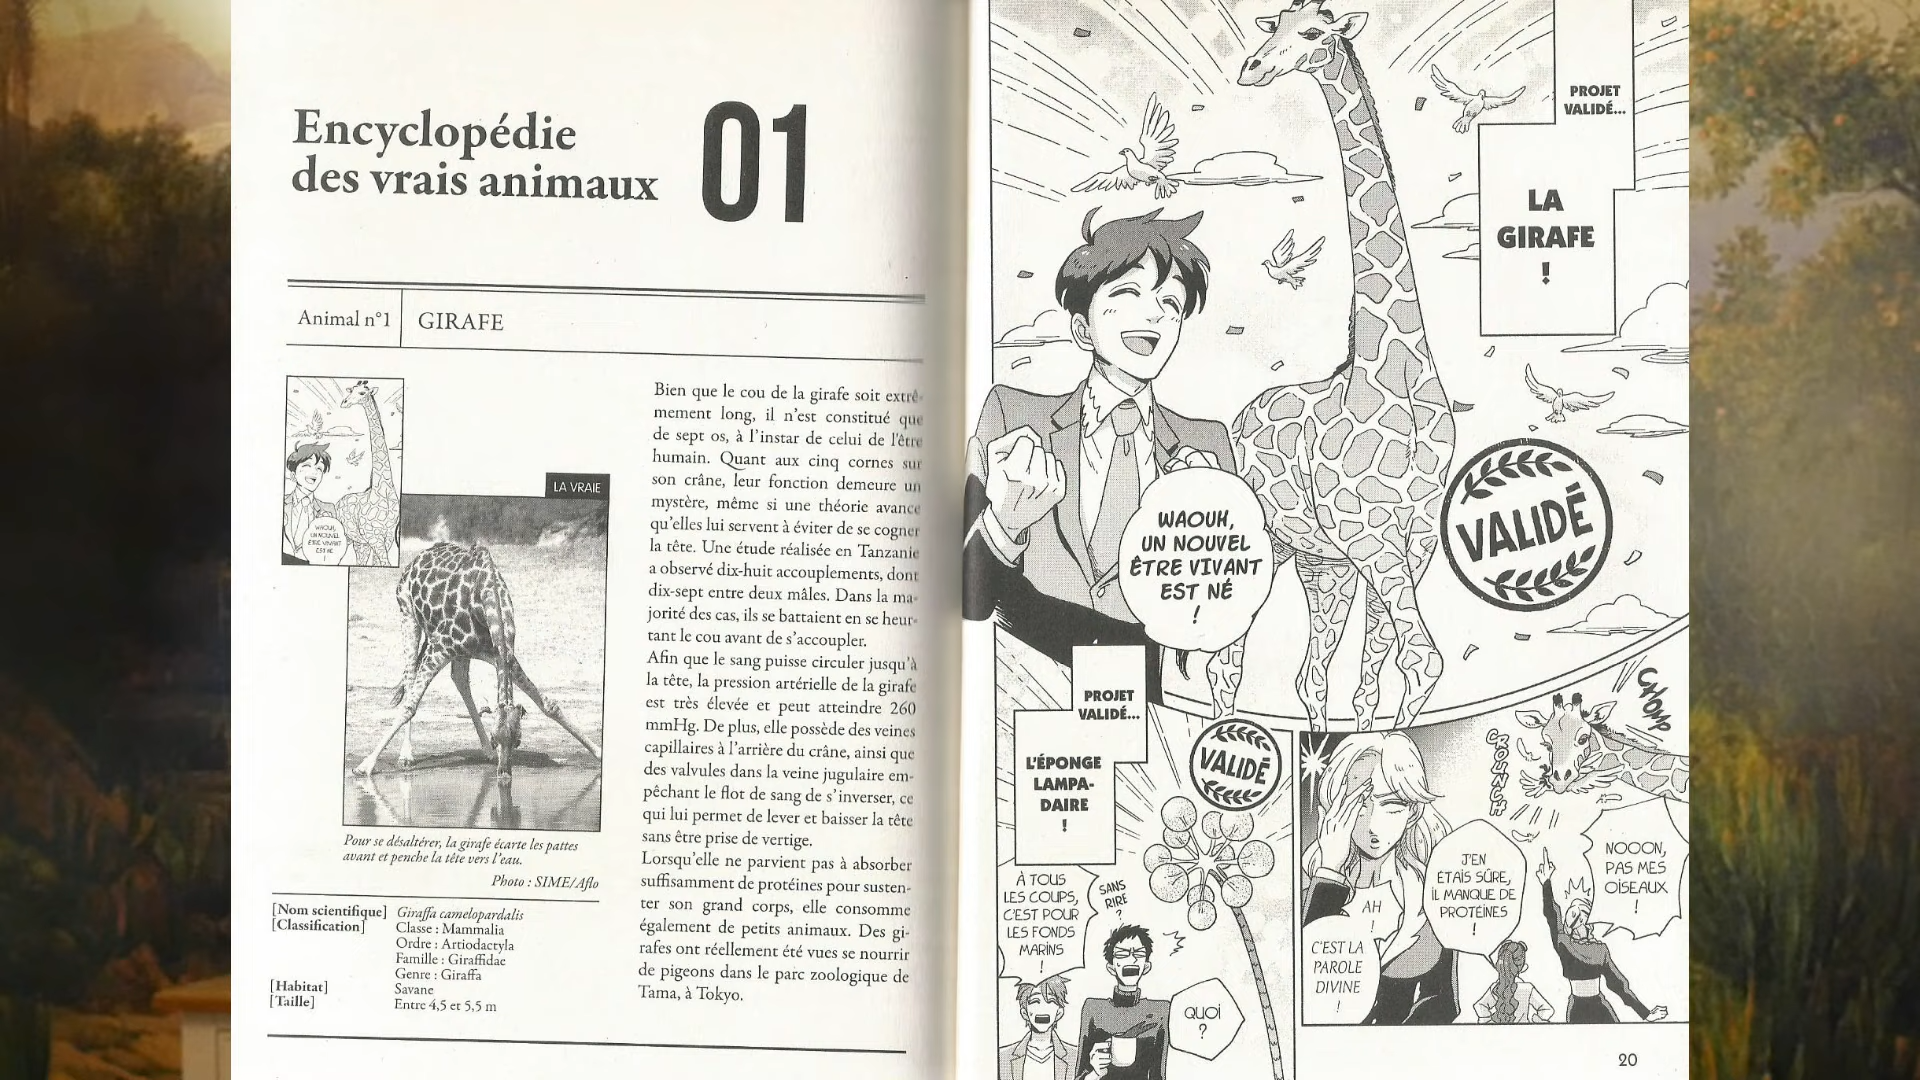 Encyclopédie
des vrais animaux
01
Animal n°1
GIRAFE
WAOUH,
UN NOUVEL
ÊTRE VIVANT
EST NÉ
!
LA VRAIE
Pour se désaltérer, la girafe écarte les pattes
avant et penche la tête vers l'eau.
Photo : SIME/Aflo
[Nom scientifique] Giraffa camelopardalis
[Classification] Classe : Mammalia
Ordre : Artiodactyla
Famille : Giraffidae
Genre : Giraffa
[Habitat] Savane
[Taille] Entre 4,5 et 5,5 m
Bien que le cou de la girafe soit extrê-
mement long, il n'est constitué que
de sept os, à l'instar de celui de l'être
humain. Quant aux cinq cornes sur
son crâne, leur fonction demeure un
mystère, même si une théorie avance
qu'elles lui servent à éviter de se cogner
la tête. Une étude réalisée en Tanzanie
a observé dix-huit accouplements, dont
dix-sept entre deux mâles. Dans la ma-
jorité des cas, ils se battaient en se heur-
tant le cou avant de s'accoupler.
Afin que le sang puisse circuler jusqu'à
la tête, la pression artérielle de la girafe
est très élevée et peut atteindre 260
mmHg. De plus, elle possède des veines
capillaires à l'arrière du crâne, ainsi que
des valvules dans la veine jugulaire em-
pêchant le flot de sang de s'inverser, ce
qui lui permet de lever et baisser la tête
sans être prise de vertige.
Lorsqu'elle ne parvient pas à absorber
suffisamment de protéines pour susten-
ter son grand corps, elle consomme
également de petits animaux. Des gi-
rafes ont réellement été vues se nourrir
de pigeons dans le parc zoologique de
Tama, à Tokyo.
PROJET
VALIDÉ...
LA
GIRAFE
!
VALIDÉ
WAOUH,
UN NOUVEL
ÊTRE VIVANT
EST NÉ
!
PROJET
VALIDÉ...
L'ÉPONGE
LAMPA-
DAIRE
!
VALIDÉ
À TOUS
LES COUPS,
C'EST POUR
LES FONDS
MARINS
!
SANS
RIRE
?
QUOI
?
CHOMP
CROUNCH
NOOON,
PAS MES
OISEAUX
!
J'EN
ÉTAIS SÛRE,
IL MANQUE DE
PROTÉINES
!
AH
!
C'EST LA
PAROLE
DIVINE
!
20